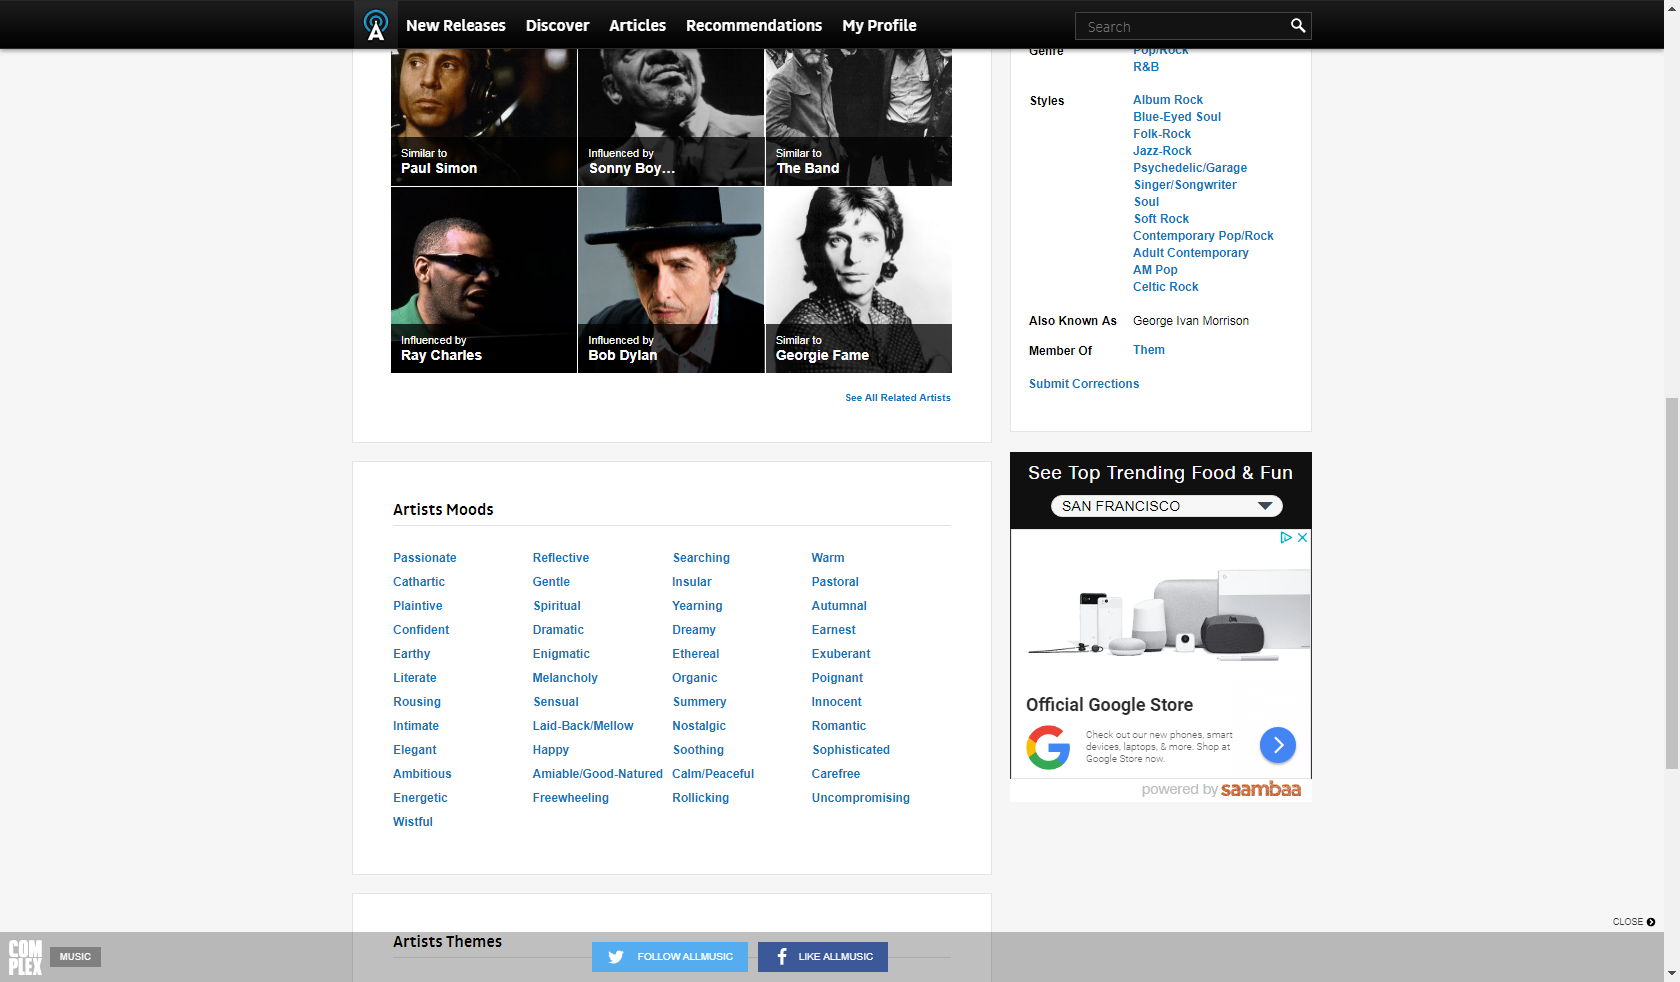 New Releases Discover Articles Recommendations My Profile Search
Similar to
Paul Simon
Influenced by
Sonny Boy...
Similar to
The Band
Influenced by
Ray Charles
Influenced by
Bob Dylan
Similar to
Georgie Fame
See All Related Artists
Genre Pop/Rock
R&B
Styles Album Rock
Blue-Eyed Soul
Folk-Rock
Jazz-Rock
Psychedelic/Garage
Singer/Songwriter
Soul
Soft Rock
Contemporary Pop/Rock
Adult Contemporary
AM Pop
Celtic Rock
Also Known As George Ivan Morrison
Member Of Them
Submit Corrections
Artists Moods
Passionate Reflective Searching Warm
Cathartic Gentle Insular Pastoral
Plaintive Spiritual Yearning Autumnal
Confident Dramatic Dreamy Earnest
Earthy Enigmatic Ethereal Exuberant
Literate Melancholy Organic Poignant
Rousing Sensual Summery Innocent
Intimate Laid-Back/Mellow Nostalgic Romantic
Elegant Happy Soothing Sophisticated
Ambitious Amiable/Good-Natured Calm/Peaceful Carefree
Energetic Freewheeling Rollicking Uncompromising
Wistful
See Top Trending Food & Fun
SAN FRANCISCO
Official Google Store
Check out our new phones, smart
devices, laptops, & more. Shop at
Google Store now.
powered by saambaa
Artists Themes
CLOSE
COM
PLEX
MUSIC
FOLLOW ALLMUSIC
LIKE ALLMUSIC